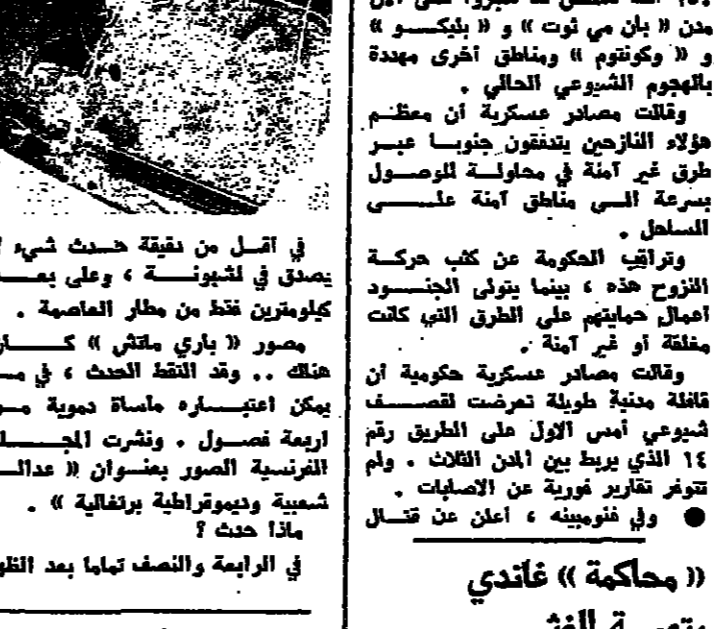 مدن « بان مي ثوت » و « بليكسو »
و « وكونتوم » ومناطق أخرى مهددة
بالهجوم الشيوعي الحالي .
وقالت مصادر عسكرية أن معظم
هؤلاء النازحين يتدفقون جنوبا عبر
طرق غير آمنة في محاولة للوصول
بسرعة الى مناطق آمنة على
الساحل .
وتراقب الحكومة عن كثب حركة
النزوح هذه ، بينما يتولى الجنود
اعمال حمايتهم على الطرق التي كانت
مغلقة أو غير آمنة .
وقالت مصادر عسكرية حكومية أن
قافلة مدنية طويلة تعرضت لقصف
شيوعي أمس الاول على الطريق رقم
١٤ الذي يربط بين المدن الثلاث . ولم
تتوفر تقارير فورية عن الاصابات .
● وفي فنومبينه ، أعلن عن قتال
« محاكمة » غاندي
في اقل من دقيقة حدث شيء
يصدق في لشبونة ، وعلى بعد
كيلومترين فقط من مطار العاصمة .
مصور « باري ماتش »
هناك .. وقد التقط الحدث ، في
يمكن اعتباره مأساة دموية
اربعة فصول . ونشرت
الفرنسية الصور بعنوان «
شعبية وديموقراطية برتغالية » .
ماذا حدث ؟
في الرابعة والنصف تماما بعد